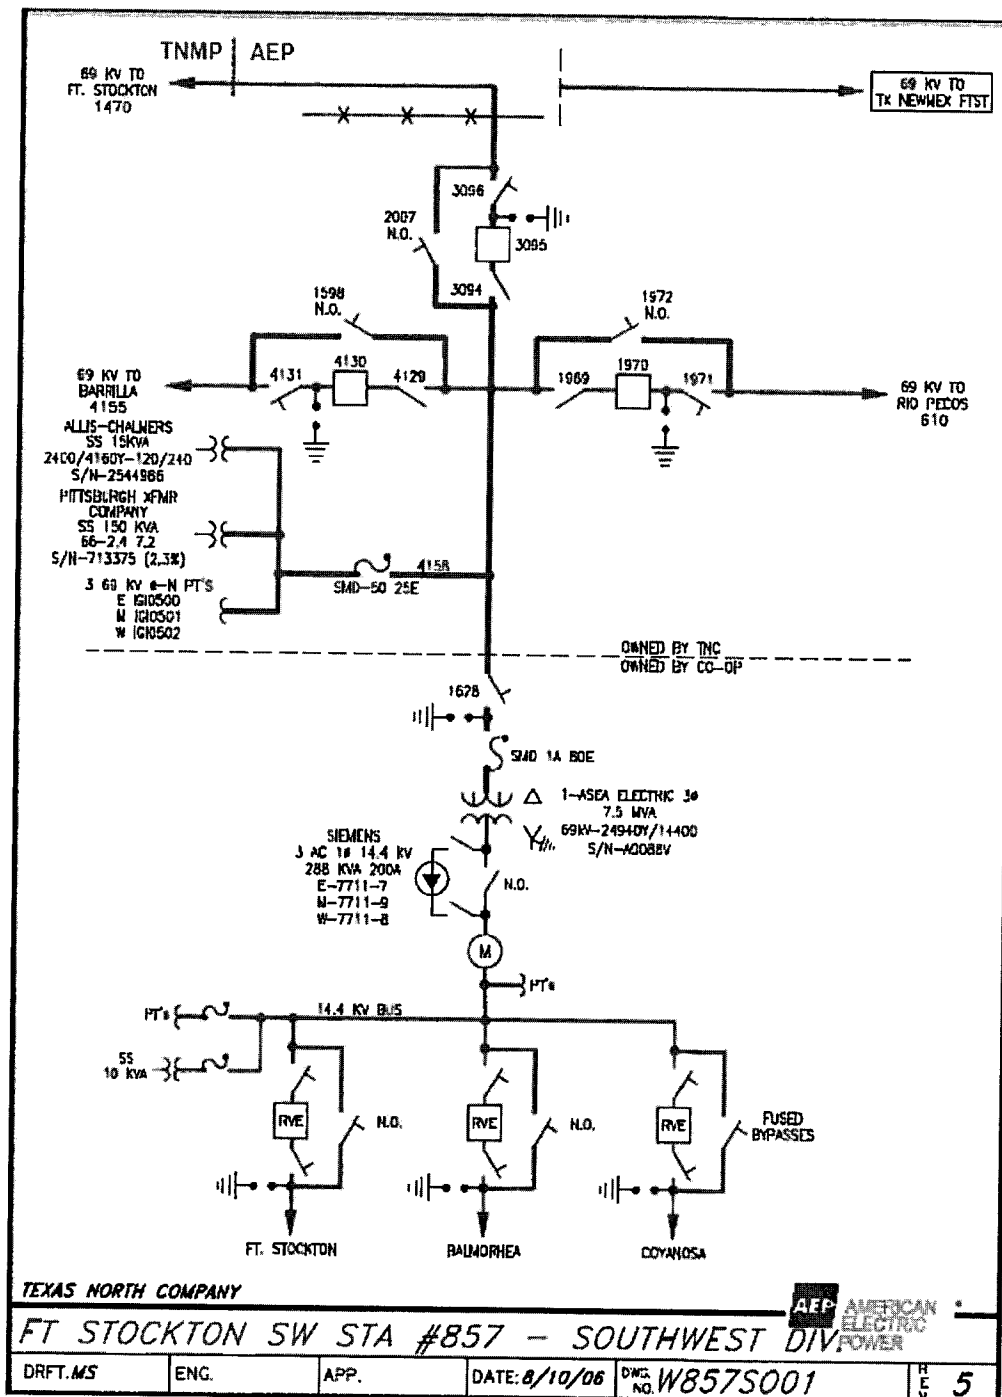 TNMP AEP
69 KV TO
FT. STOCKTON
1470
69 KV TO
TX NEWMEX FTST
3096
2007
N.O.
3095
3094
1598
N.O.
1972
N.O.
69 KV TO
BARRILLA
4155
4131
4130
4129
1969
1970
1971
69 KV TO
RIO PECOS
610
ALLIS-CHALMERS
SS 15KVA
2400/4160Y-120/240
S/N-2544986
PITTSBURGH XFMR
COMPANY
SS 150 KVA
66-2.4 7.2
S/N-713375 (2.3%)
3 69 KV ø-N PT'S
E
M
W
4158
SMD-50 25E
OWNED BY TNC
OWNED BY CO-OP
1628
SMD 1A 80E
1-ASEA ELECTRIC 3ø
7.5 MVA
69KV-24940Y/14400
SIEMENS
3 AC 1ø 14.4 KV
288 KVA 200A
E-7711-7
M-7711-9
W-7711-8
N.O.
M
PT's
PT's
14.4 KV BUS
SS
10 KVA
RVE
N.O.
RVE
N.O.
RVE
FUSED
BYPASSES
FT. STOCKTON
BALMORHEA
COYANOSA
TEXAS NORTH COMPANY
AEP AMERICAN
ELECTRIC
POWER
FT STOCKTON SW STA #857 - SOUTHWEST DIV.
DRFT.MS
ENG.
APP.
DATE: 8/10/06
DWG.
NO. W857S001
REV 5